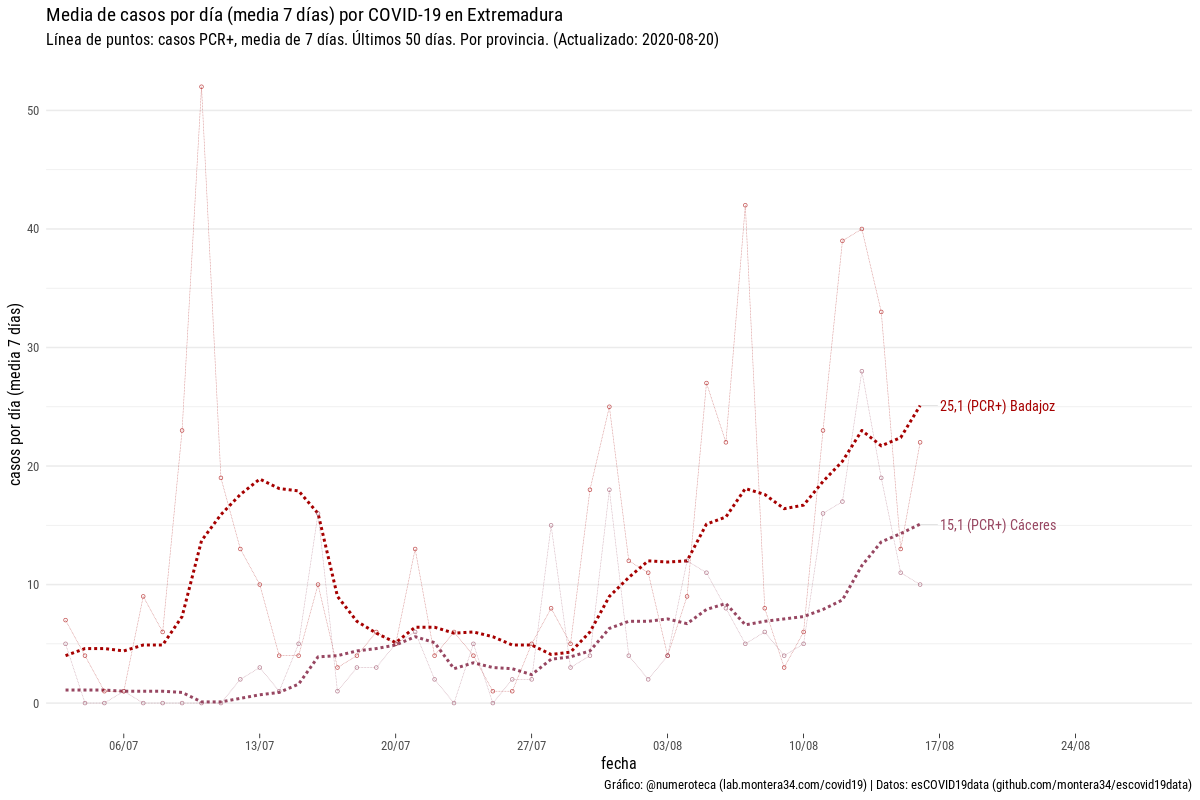 Media de casos por día (media 7 días) por COVID-19 en Extremadura
Línea de puntos: casos PCR+, media de 7 días. Últimos 50 días. Por provincia. (Actualizado: 2020-08-20)
casos por día (media 7 días)
50
40
30
20
10
0
25,1 (PCR+) Badajoz
15,1 (PCR+) Cáceres
06/07
13/07
20/07
27/07
03/08
10/08
17/08
24/08
fecha
Gráfico: @numeroteca (lab.montera34.com/covid19) | Datos: esCOVID19data (github.com/montera34/escovid19data)